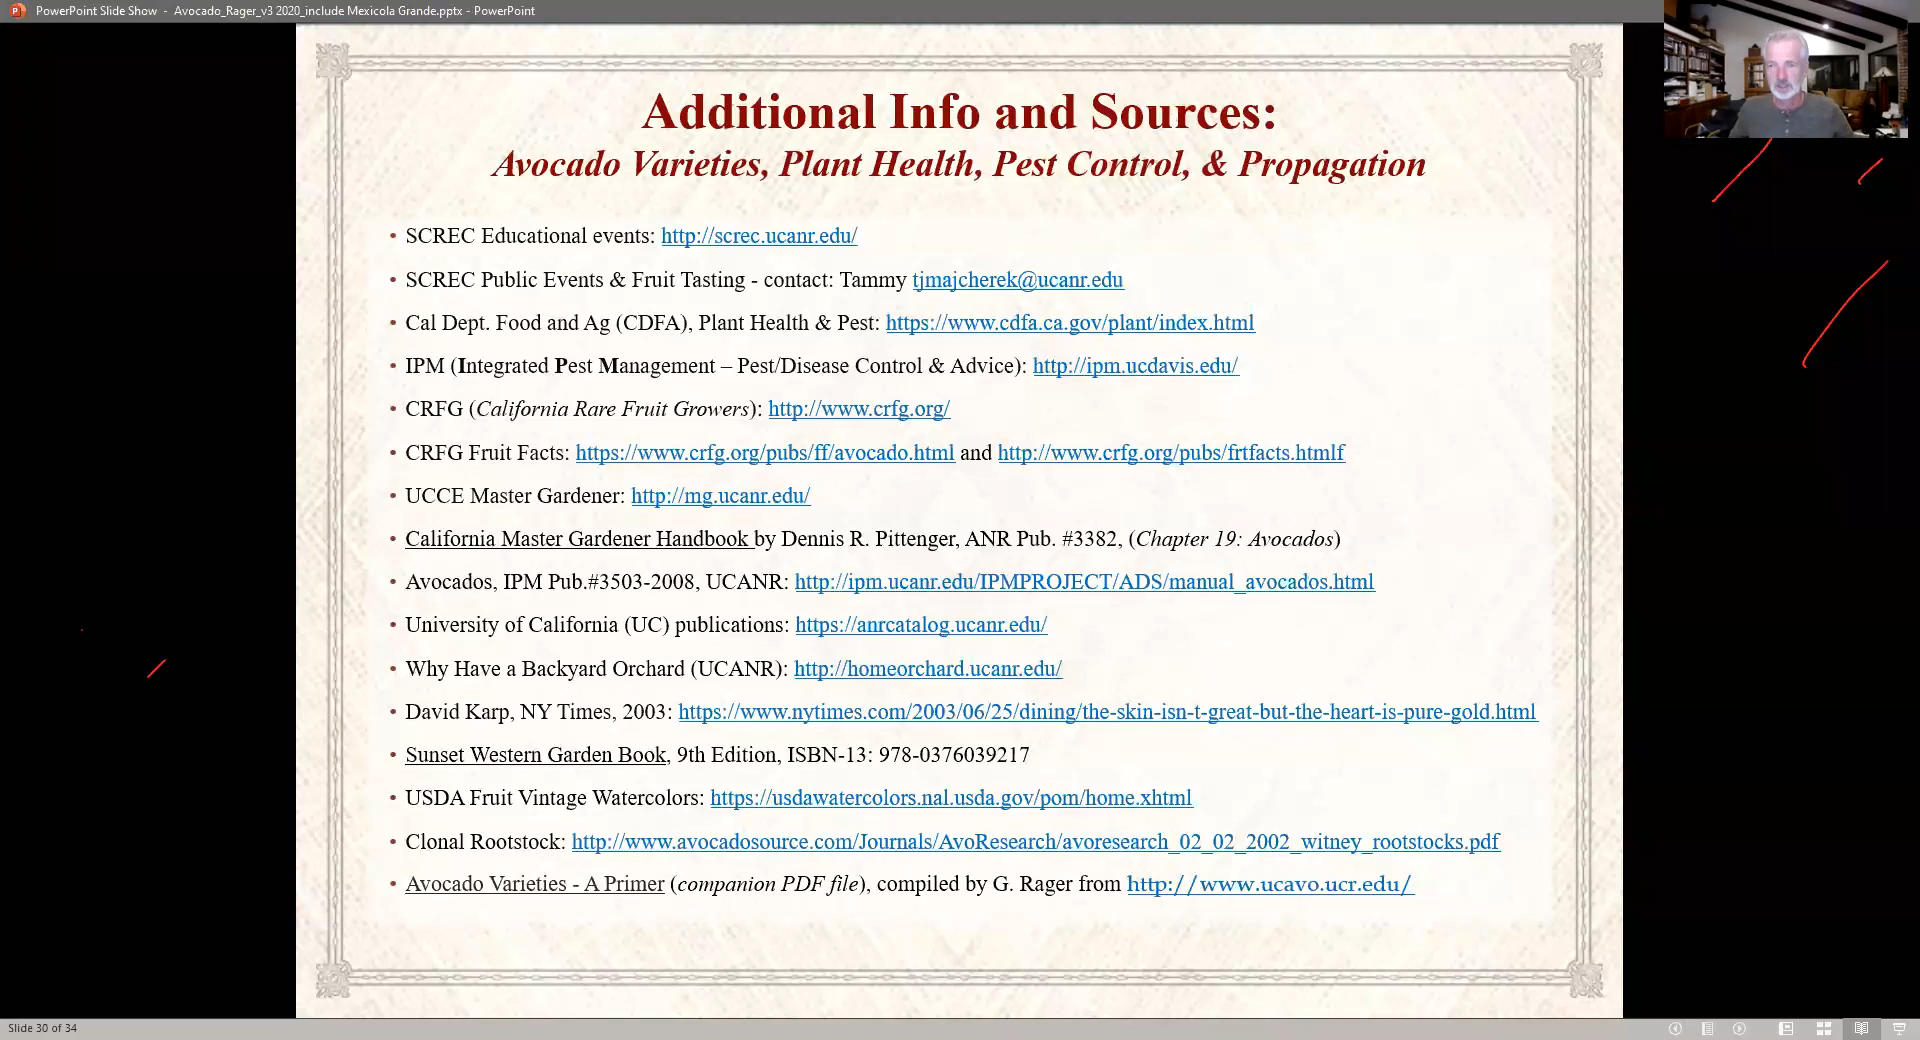 PowerPoint Slide Show - Avocado_Rager_v3 2020_include Mexicola Grande.pptx - PowerPoint
Additional Info and Sources:
Avocado Varieties, Plant Health, Pest Control, & Propagation
• SCREC Educational events: http://screc.ucanr.edu/
• SCREC Public Events & Fruit Tasting - contact: Tammy tjmajcherek@ucanr.edu
• Cal Dept. Food and Ag (CDFA), Plant Health & Pest: https://www.cdfa.ca.gov/plant/index.html
• IPM (Integrated Pest Management – Pest/Disease Control & Advice): http://ipm.ucdavis.edu/
• CRFG (California Rare Fruit Growers): http://www.crfg.org/
• CRFG Fruit Facts: https://www.crfg.org/pubs/ff/avocado.html and http://www.crfg.org/pubs/frtfacts.htmlf
• UCCE Master Gardener: http://mg.ucanr.edu/
• California Master Gardener Handbook by Dennis R. Pittenger, ANR Pub. #3382, (Chapter 19: Avocados)
• Avocados, IPM Pub.#3503-2008, UCANR: http://ipm.ucanr.edu/IPMPROJECT/ADS/manual_avocados.html
• University of California (UC) publications: https://anrcatalog.ucanr.edu/
• Why Have a Backyard Orchard (UCANR): http://homeorchard.ucanr.edu/
• David Karp, NY Times, 2003: https://www.nytimes.com/2003/06/25/dining/the-skin-isn-t-great-but-the-heart-is-pure-gold.html
• Sunset Western Garden Book, 9th Edition, ISBN-13: 978-0376039217
• USDA Fruit Vintage Watercolors: https://usdawatercolors.nal.usda.gov/pom/home.xhtml
• Clonal Rootstock: http://www.avocadosource.com/Journals/AvoResearch/avoresearch_02_02_2002_witney_rootstocks.pdf
• Avocado Varieties - A Primer (companion PDF file), compiled by G. Rager from http://www.ucavo.ucr.edu/
Slide 30 of 34